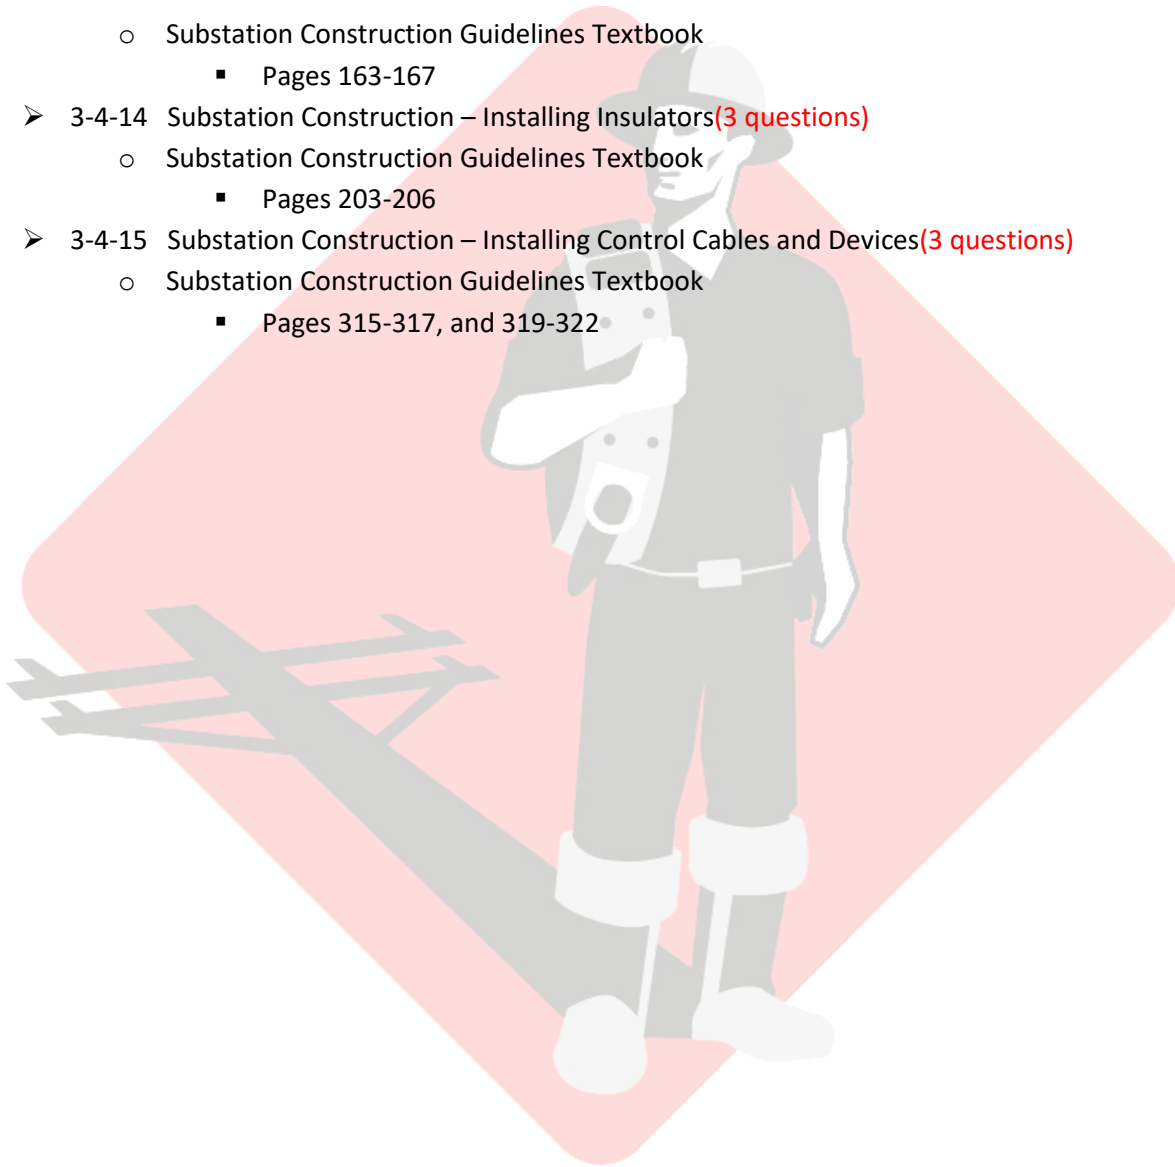 o Substation Construction Guidelines Textbook
▪ Pages 163-167
➢ 3-4-14 Substation Construction – Installing Insulators(3 questions)
o Substation Construction Guidelines Textbook
▪ Pages 203-206
➢ 3-4-15 Substation Construction – Installing Control Cables and Devices(3 questions)
o Substation Construction Guidelines Textbook
▪ Pages 315-317, and 319-322